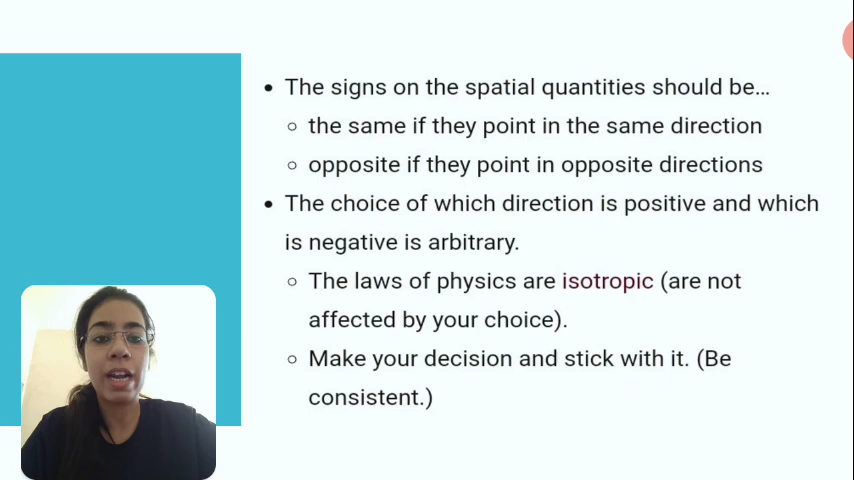 The signs on the spatial quantities should be…
the same if they point in the same direction
opposite if they point in opposite directions
The choice of which direction is positive and which
is negative is arbitrary.
The laws of physics are isotropic (are not
affected by your choice).
Make your decision and stick with it. (Be
consistent.)